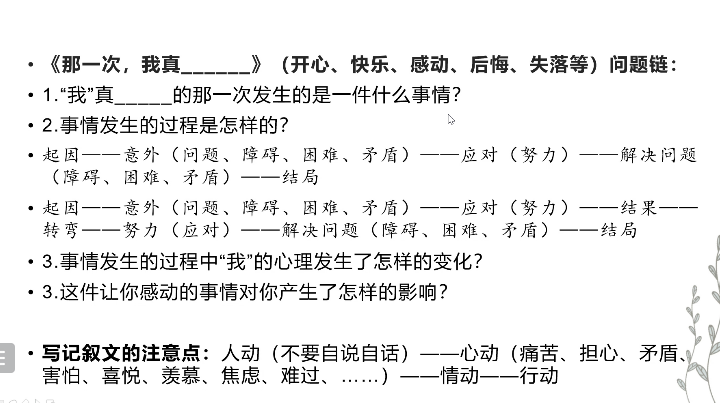 • 《那一次，我真______》（开心、快乐、感动、后悔、失落等）问题链：
• 1.“我”真_____的那一次发生的是一件什么事情？
• 2.事情发生的过程是怎样的？
• 起因——意外（问题、障碍、困难、矛盾）——应对（努力）——解决问题
（障碍、困难、矛盾）——结局
• 起因——意外（问题、障碍、困难、矛盾）——应对（努力）——结果——
转弯——努力（应对）——解决问题（障碍、困难、矛盾）——结局
• 3.事情发生的过程中“我”的心理发生了怎样的变化？
• 3.这件让你感动的事情对你产生了怎样的影响？
• 写记叙文的注意点：人动（不要自说自话）——心动（痛苦、担心、矛盾、
害怕、喜悦、羡慕、焦虑、难过、……）——情动——行动